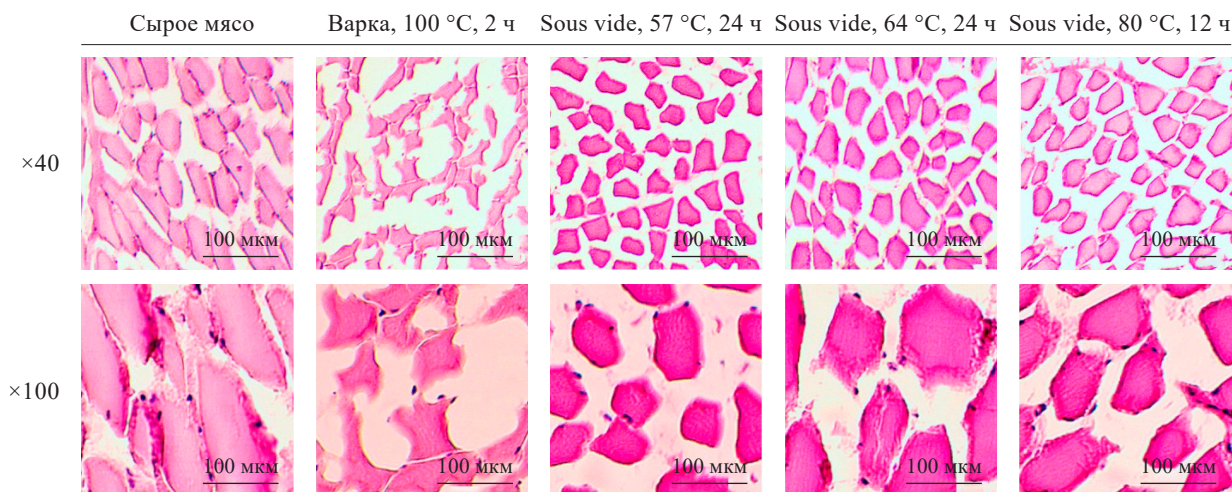 Сырое мясо Варка, 100 °C, 2 ч Sous vide, 57 °C, 24 ч Sous vide, 64 °C, 24 ч Sous vide, 80 °C, 12 ч
×40
100 мкм 100 мкм 100 мкм 100 мкм 100 мкм
×100
100 мкм 100 мкм 100 мкм 100 мкм 100 мкм